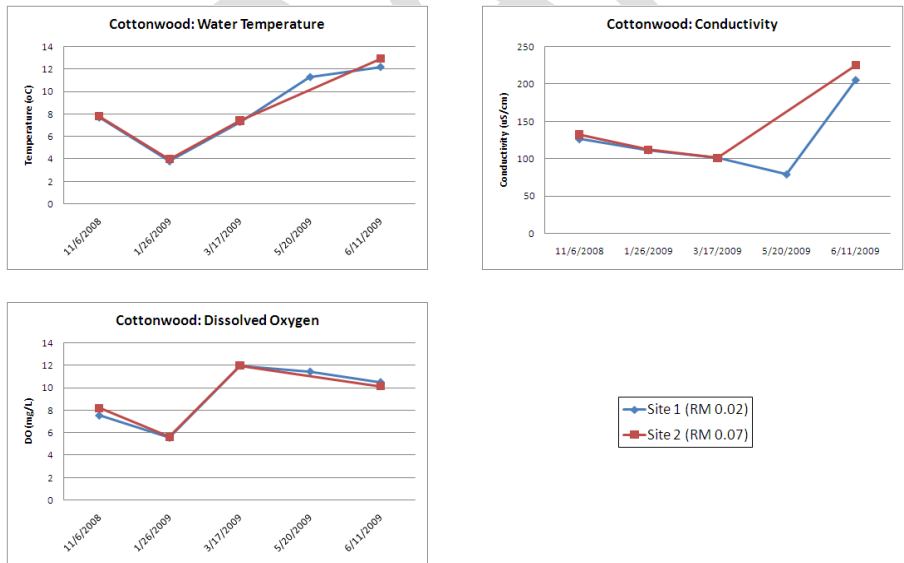 Cottonwood: Water Temperature
14
12
10
8
6
4
2
0
Temperature (oC)
11/6/2008 1/26/2009 3/17/2009 5/20/2009 6/11/2009
Cottonwood: Conductivity
250
200
150
100
50
0
Conductivity (uS/cm)
11/6/2008 1/26/2009 3/17/2009 5/20/2009 6/11/2009
Cottonwood: Dissolved Oxygen
14
12
10
8
6
4
2
0
DO (mg/L)
11/6/2008 1/26/2009 3/17/2009 5/20/2009 6/11/2009
Site 1 (RM 0.02)
Site 2 (RM 0.07)